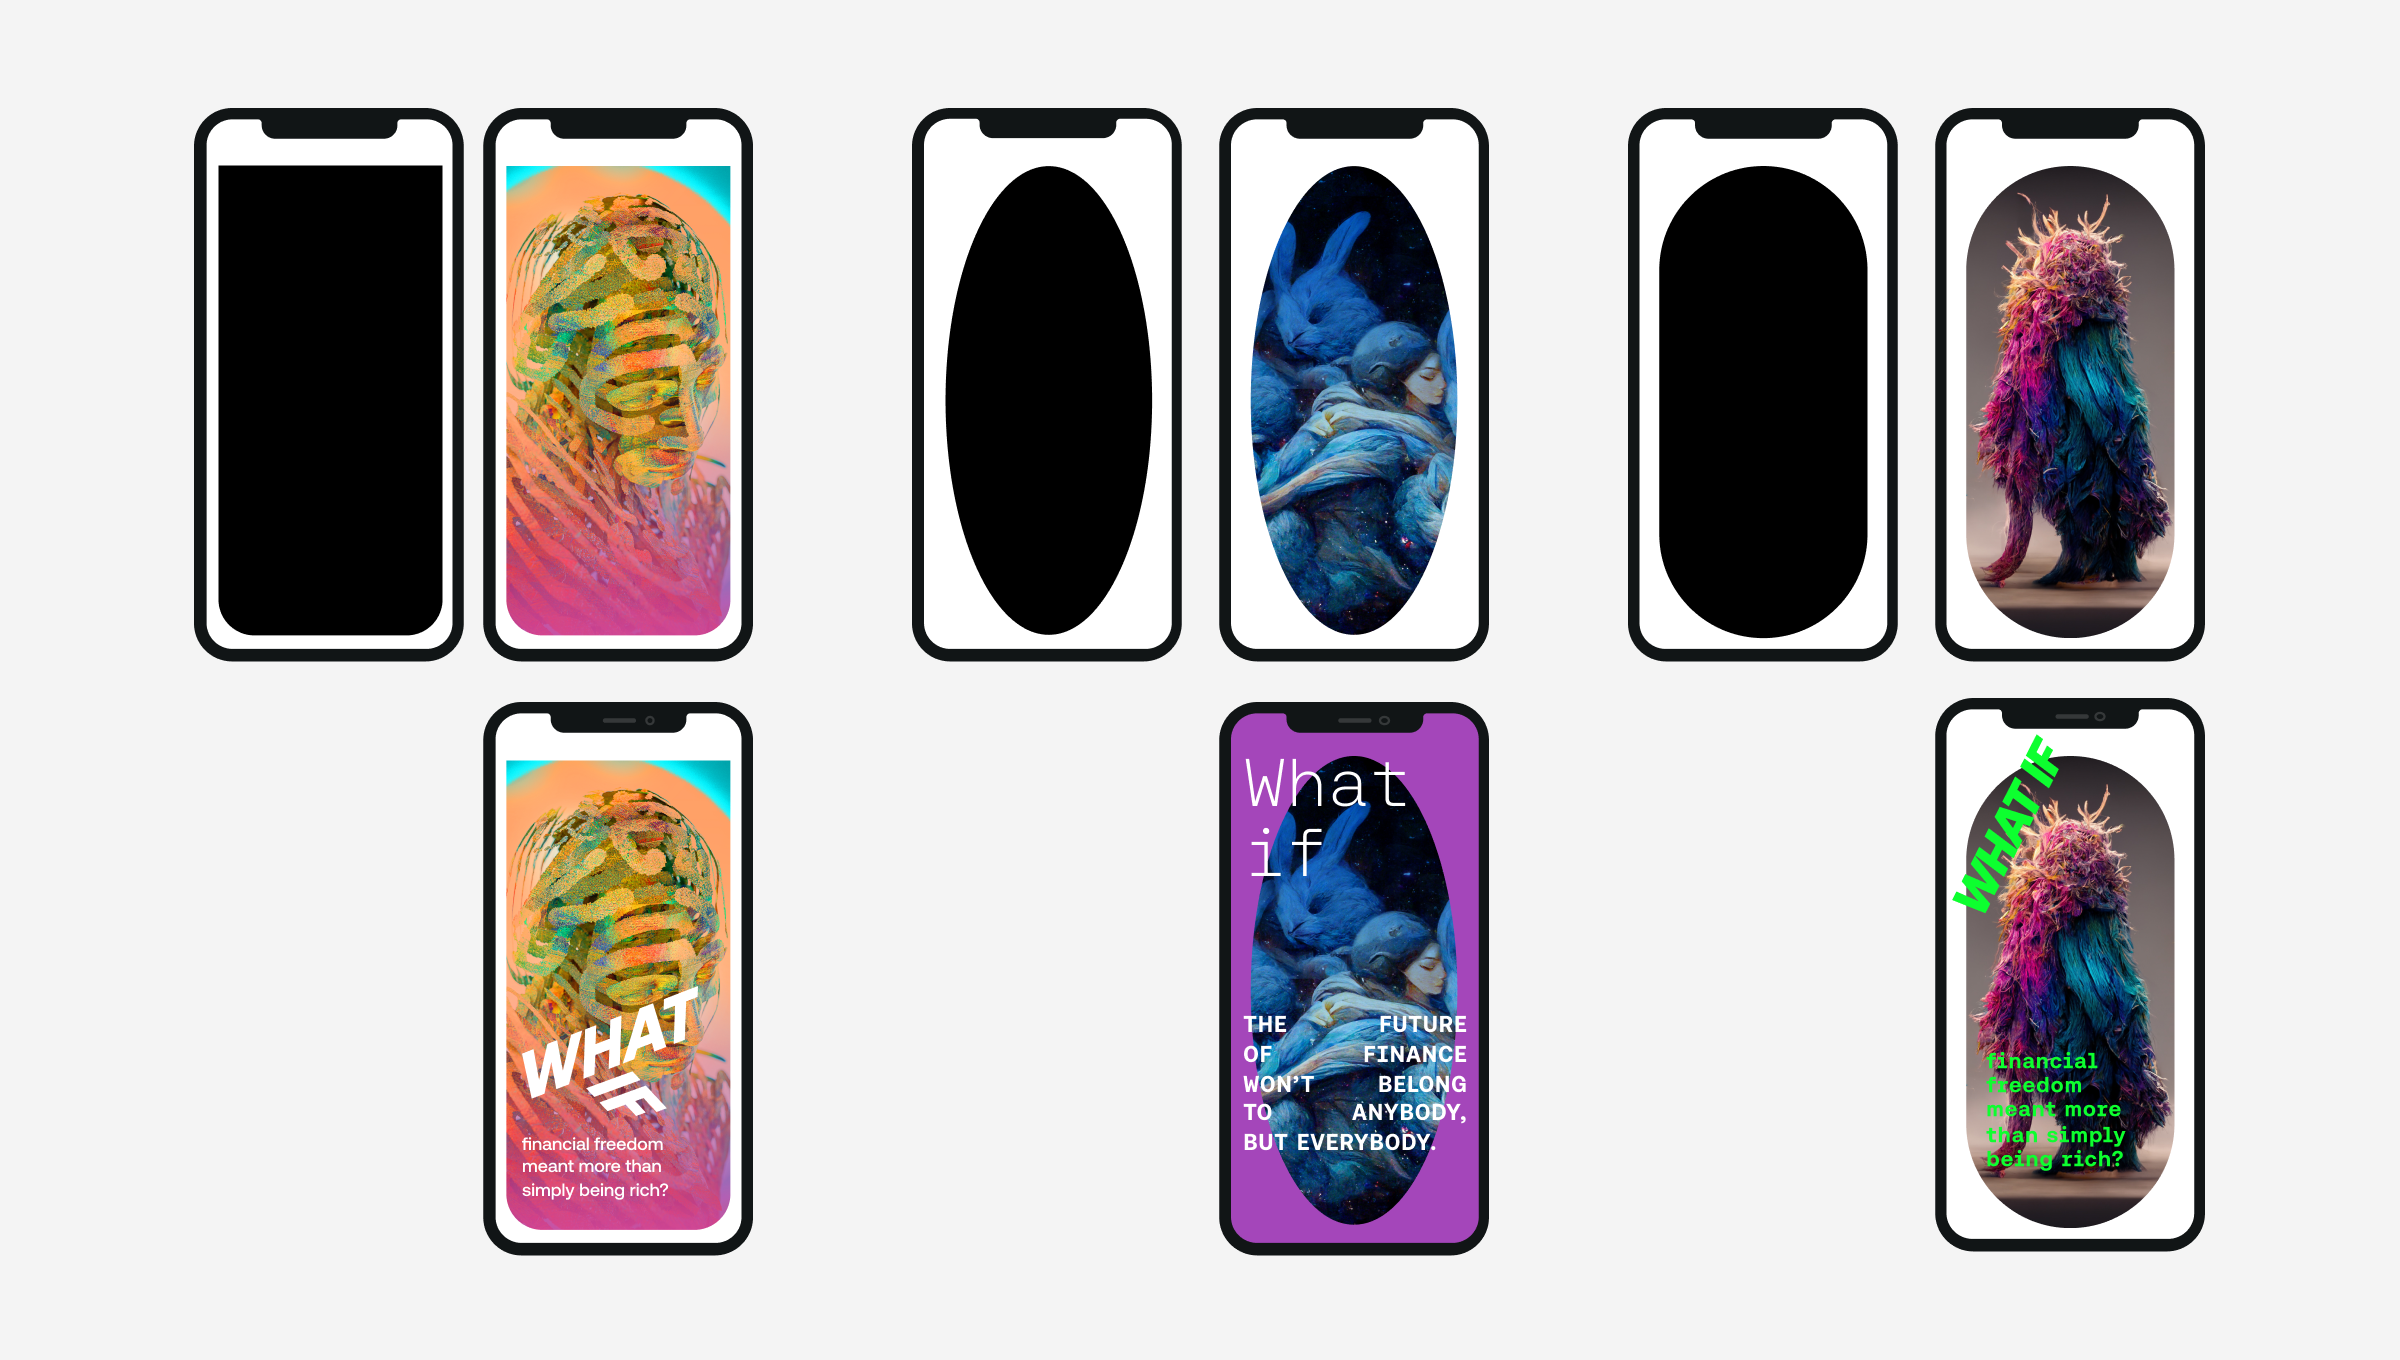 WHAT
IF
financial freedom
meant more than
simply being rich?
What
if
THE FUTURE
OF FINANCE
WON’T BELONG
TO ANYBODY,
BUT EVERYBODY.
WHAT IF
financial
freedom
meant more
than simply
being rich?